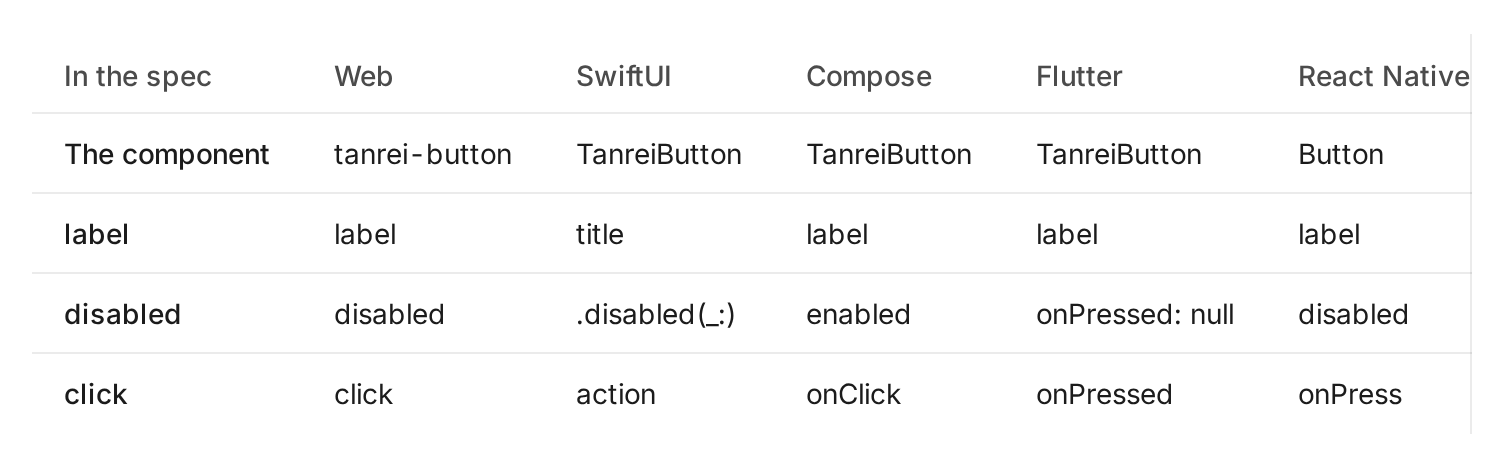 In the spec Web SwiftUI Compose Flutter React Native
The component tanrei-button TanreiButton TanreiButton TanreiButton Button
label label title label label label
disabled disabled .disabled(_:) enabled onPressed: null disabled
click click action onClick onPressed onPress